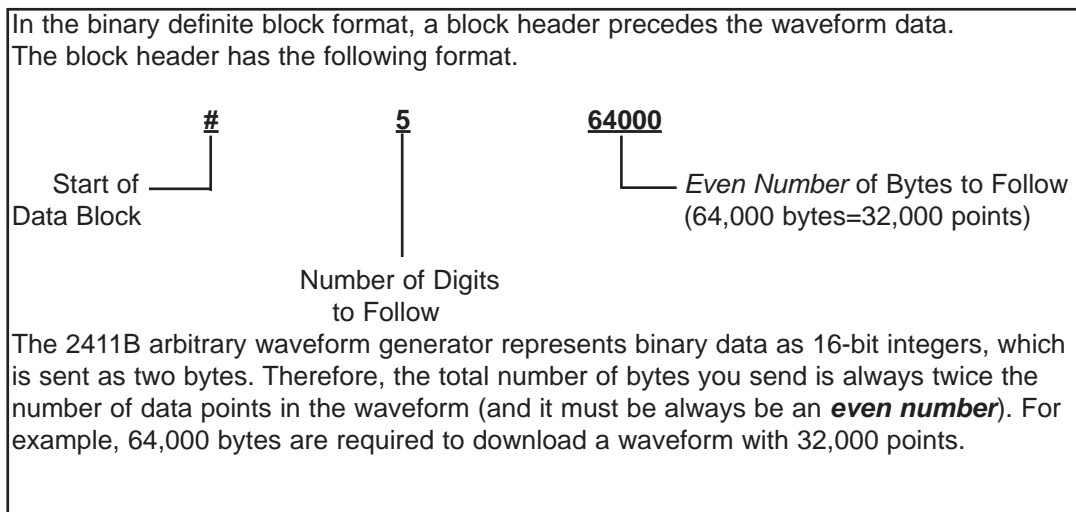 In the binary definite block format, a block header precedes the waveform data.
The block header has the following format.
# 5 64000
Start of
Data Block
Even Number of Bytes to Follow
(64,000 bytes=32,000 points)
Number of Digits
to Follow
The 2411B arbitrary waveform generator represents binary data as 16-bit integers, which
is sent as two bytes. Therefore, the total number of bytes you send is always twice the
number of data points in the waveform (and it must be always be an even number). For
example, 64,000 bytes are required to download a waveform with 32,000 points.